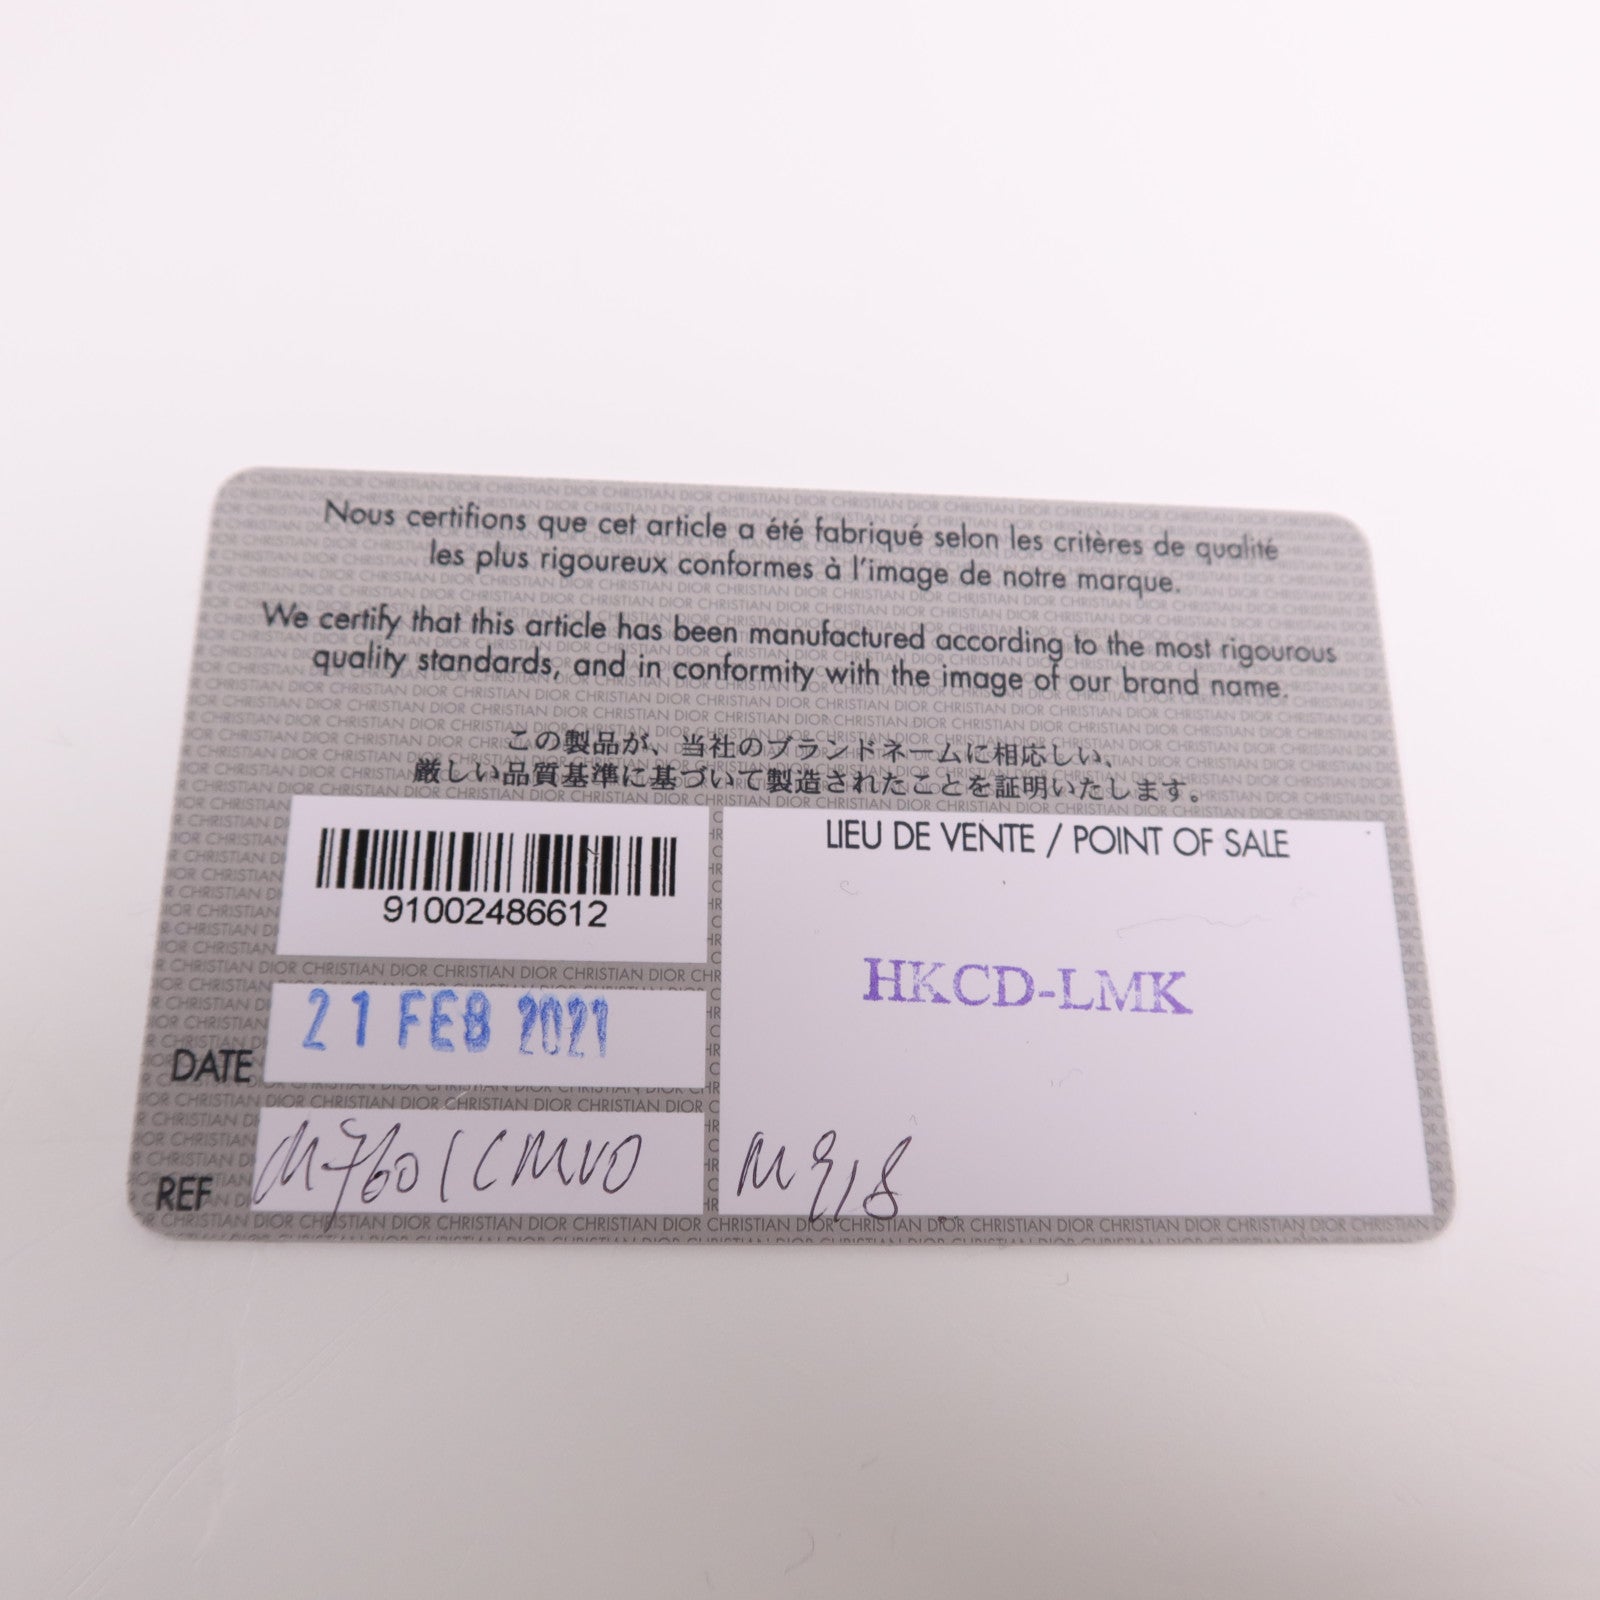 Nous certifions que cet article a été fabriqué selon les critères de qualité
les plus rigoureux conformes à l'image de notre marque.
We certify that this article has been manufactured according to the most rigourous
quality standards, and in conformity with the image of our brand name.
この製品が、当社のブランドネームに相応しい、
厳しい品質基準に基づいて製造されたことを証明いたします。
91002486612
LIEU DE VENTE / POINT OF SALE
HKCD-LMK
DATE 21 FEB 2021
REF M7601CMVO
M918